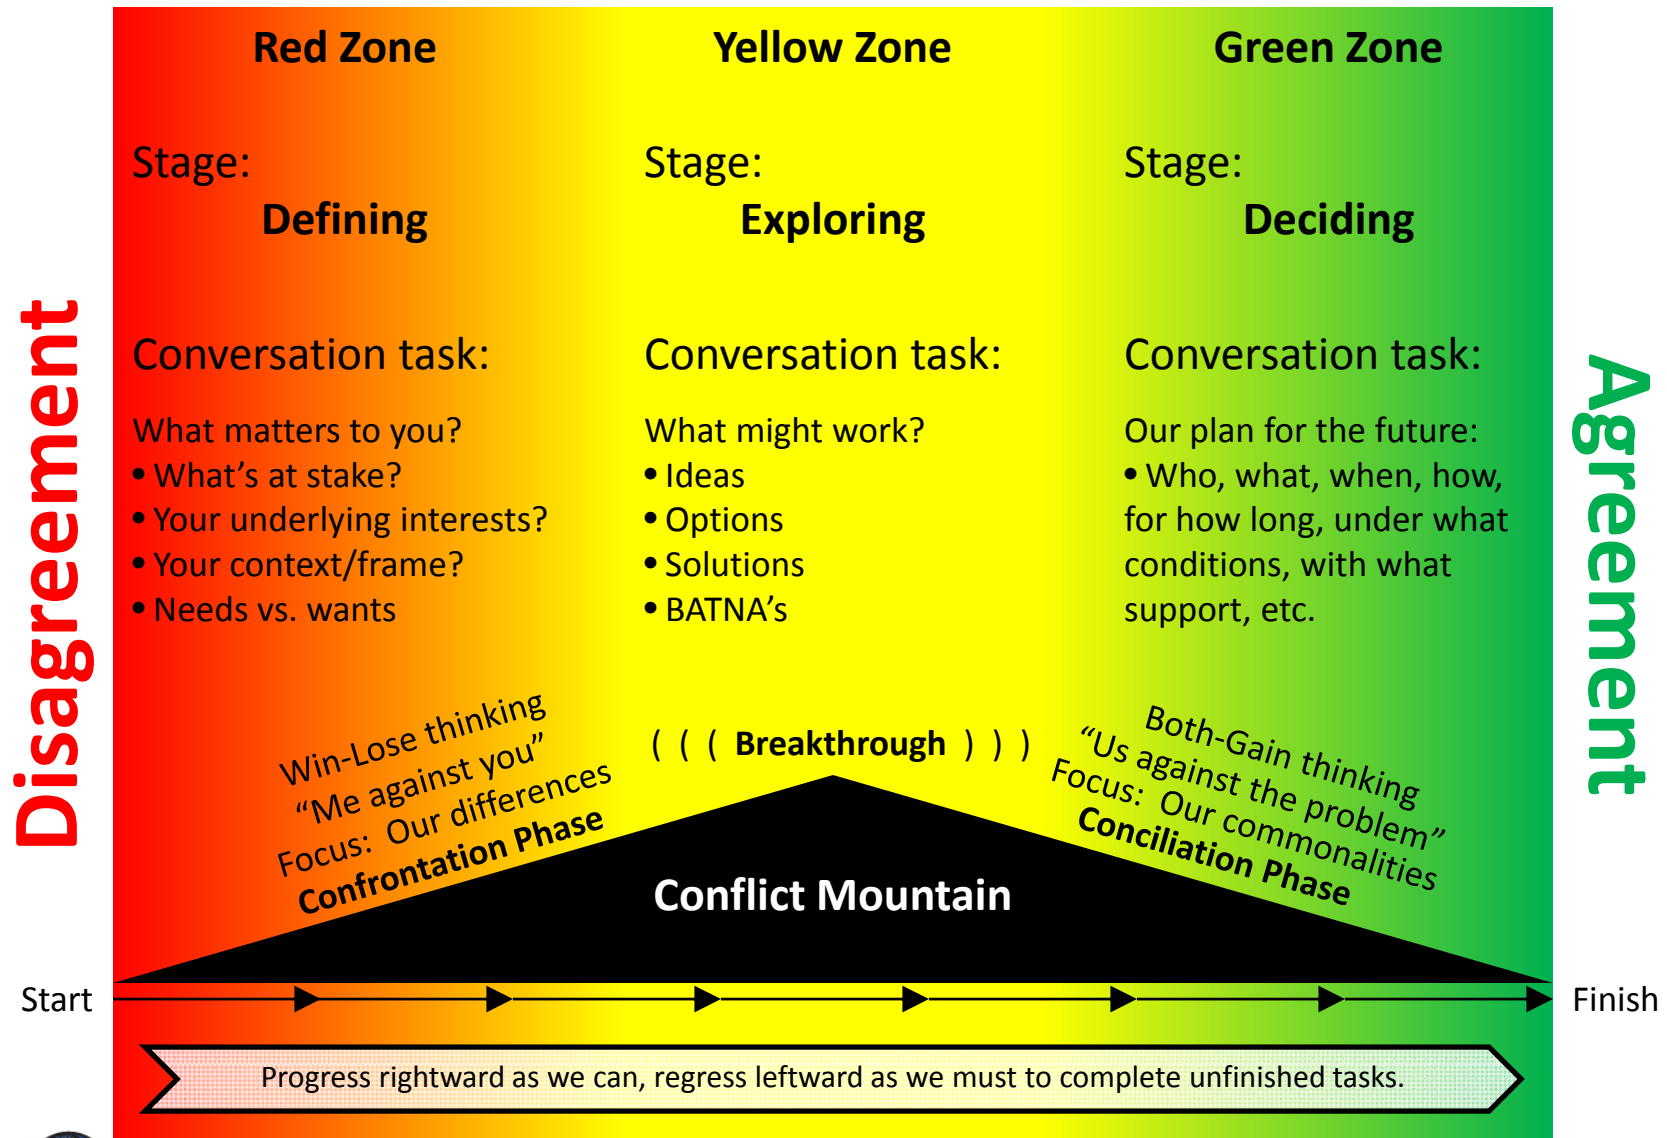 Red Zone
Yellow Zone
Green Zone
Stage:
Defining
Stage:
Exploring
Stage:
Deciding
Disagreement
Conversation task:
What matters to you?
• What’s at stake?
• Your underlying interests?
• Your context/frame?
• Needs vs. wants
Conversation task:
What might work?
• Ideas
• Options
• Solutions
• BATNA’s
Conversation task:
Our plan for the future:
• Who, what, when, how,
for how long, under what
conditions, with what
support, etc.
Agreement
Win-Lose thinking
“Me against you”
Focus: Our differences
Confrontation Phase
( ( ( Breakthrough ) ) )
Both-Gain thinking
“Us against the problem”
Focus: Our commonalities
Conciliation Phase
Conflict Mountain
Start
Finish
Progress rightward as we can, regress leftward as we must to complete unfinished tasks.